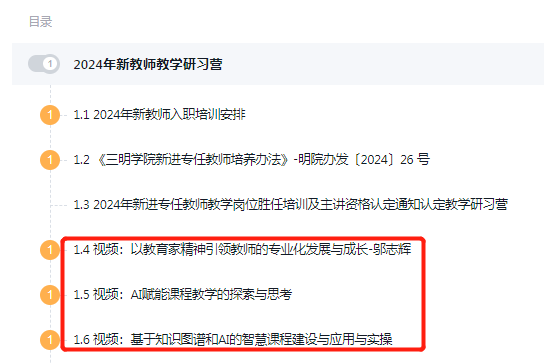 目录
1 2024年新教师教学研习营
1 1.1 2024年新教师入职培训安排
1 1.2 《三明学院新进专任教师培养办法》-明院办发〔2024〕26 号
1.3 2024年新进专任教师教学岗位胜任培训及主讲资格认定通知认定教学研习营
1 1.4 视频：以教育家精神引领教师的专业化发展与成长-邬志辉
1 1.5 视频：AI赋能课程教学的探索与思考
1 1.6 视频：基于知识图谱和AI的智慧课程建设与应用与实操